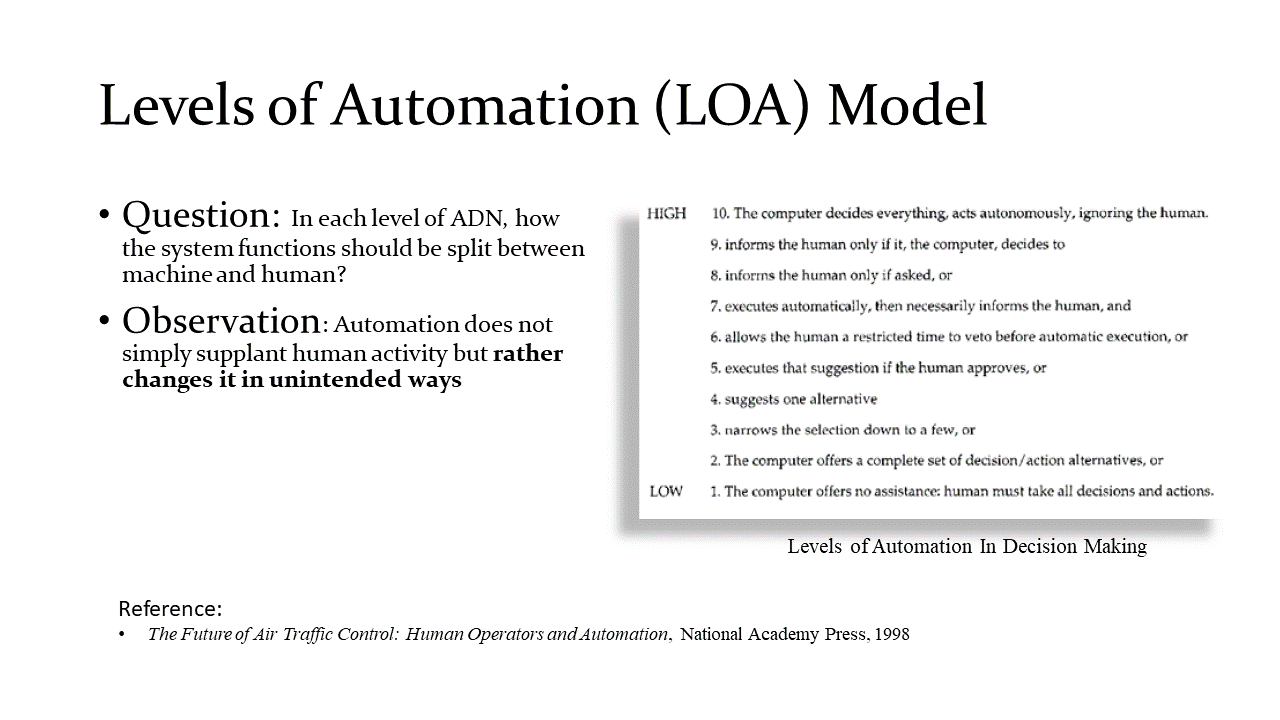 Levels of Automation (LOA) Model
• Question: In each level of ADN, how
the system functions should be split between
machine and human?
• Observation: Automation does not
simply supplant human activity but rather
changes it in unintended ways
HIGH 10. The computer decides everything, acts autonomously, ignoring the human.
9. informs the human only if it, the computer, decides to
8. informs the human only if asked, or
7. executes automatically, then necessarily informs the human, and
6. allows the human a restricted time to veto before automatic execution, or
5. executes that suggestion if the human approves, or
4. suggests one alternative
3. narrows the selection down to a few, or
2. The computer offers a complete set of decision/action alternatives, or
LOW 1. The computer offers no assistance: human must take all decisions and actions.
Levels of Automation In Decision Making
Reference:
• The Future of Air Traffic Control: Human Operators and Automation, National Academy Press, 1998